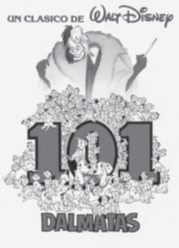 UN CLASICO DE WALT DISNEY
101
DALMATAS